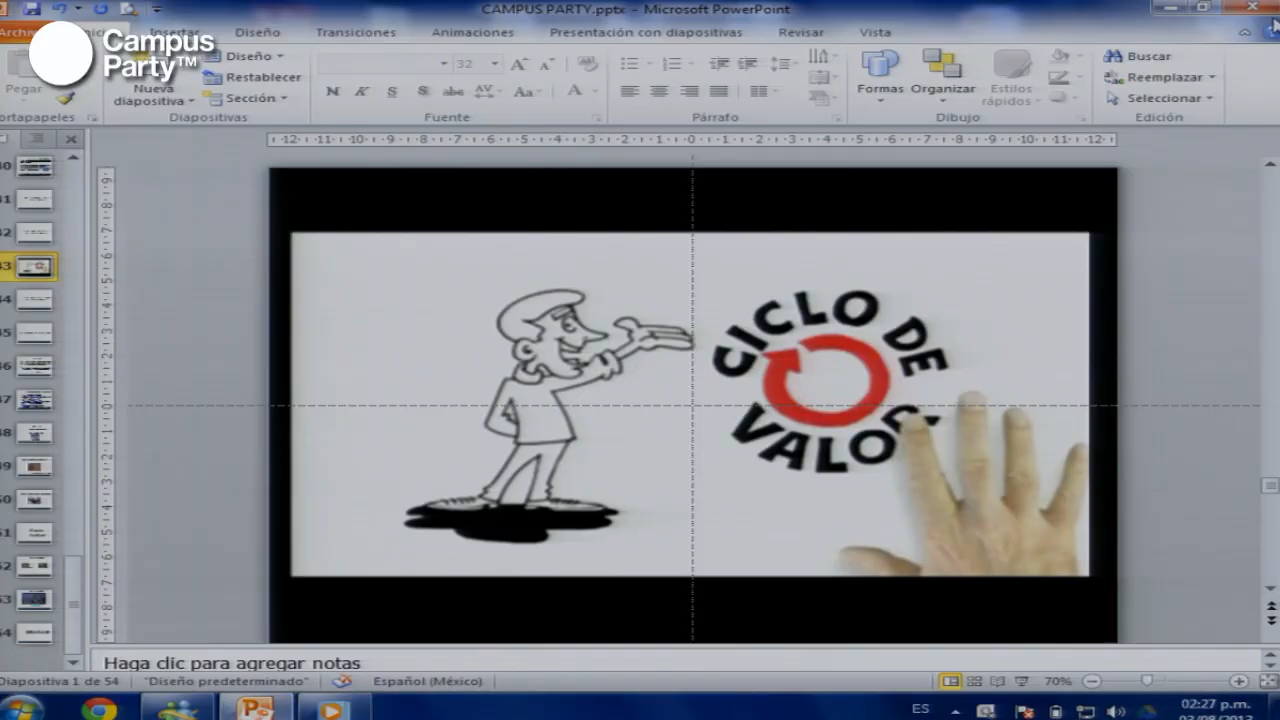 CAMPUS PARTY.pptx - Microsoft PowerPoint
Campus
Party™
Diseño
Transiciones
Animaciones
Presentación con diapositivas
Revisar
Vista
Pegar
Nueva
diapositiva
Diseño
Restablecer
Sección
32
Formas
Organizar
Estilos
rápidos
Buscar
Reemplazar
Seleccionar
Diapositivas
Fuente
Párrafo
Dibujo
Edición
CICLO DE
VALO
Haga clic para agregar notas
Diapositiva 1 de 54
"Diseño predeterminado"
Español (México)
70%
ES
02:27 p.m.